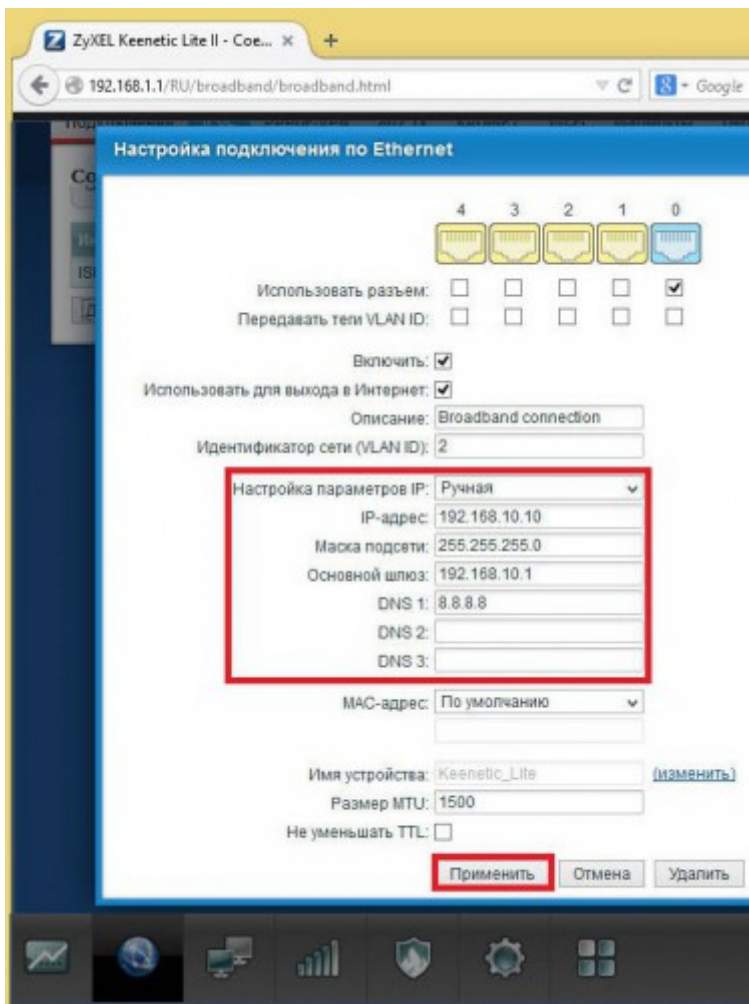 ZyXEL Keenetic Lite II - Сое...
192.168.1.1/RU/broadband/broadband.html
Google
Настройка подключения по Ethernet
4 3 2 1 0
Использовать разъем:
Передавать теги VLAN ID:
Включить:
Использовать для выхода в Интернет:
Описание: Broadband connection
Идентификатор сети (VLAN ID): 2
Настройка параметров IP: Ручная
IP-адрес: 192.168.10.10
Маска подсети: 255.255.255.0
Основной шлюз: 192.168.10.1
DNS 1: 8.8.8.8
DNS 2:
DNS 3:
MAC-адрес: По умолчанию
Имя устройства: Keenetic_Lite (изменить)
Размер MTU: 1500
Не уменьшать TTL:
Применить Отмена Удалить